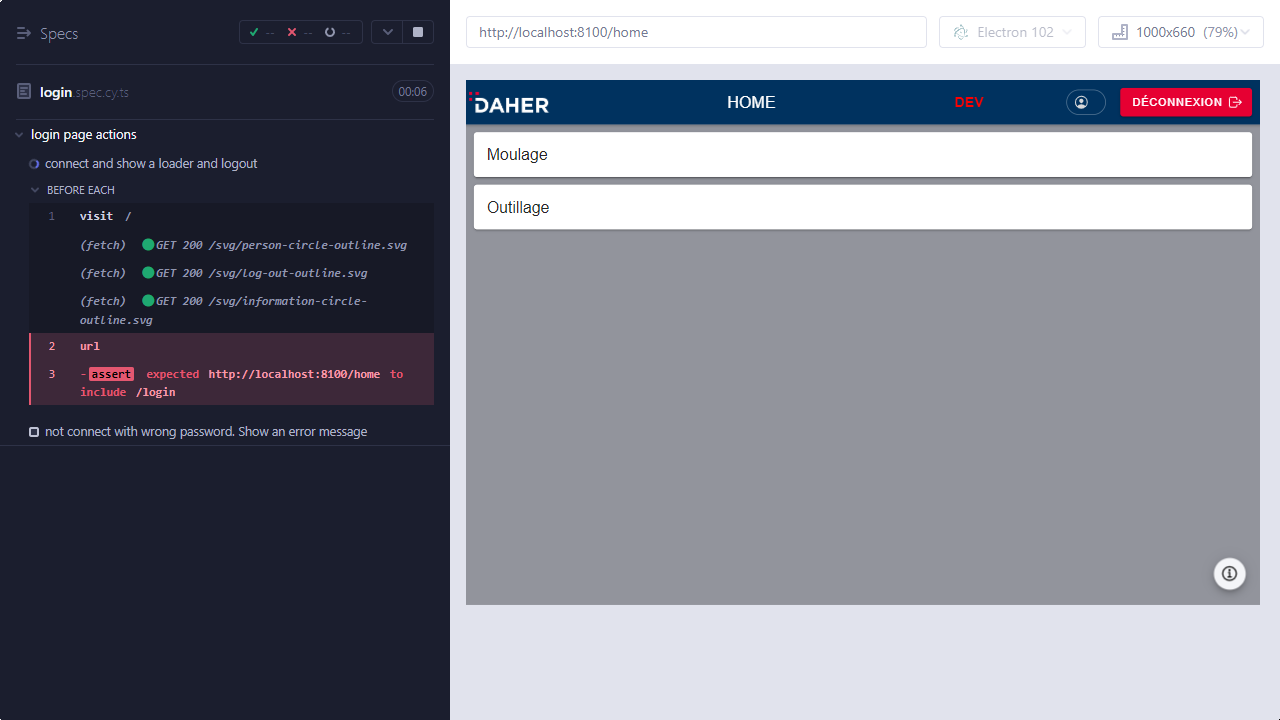 Specs
-- -- --
login.spec.cy.ts 00:06
login page actions
connect and show a loader and logout
BEFORE EACH
1 visit /
(fetch) GET 200 /svg/person-circle-outline.svg
(fetch) GET 200 /svg/log-out-outline.svg
(fetch) GET 200 /svg/information-circle-
outline.svg
2 url
3 -assert expected http://localhost:8100/home to
include /login
not connect with wrong password. Show an error message
http://localhost:8100/home Electron 102 1000x660 (79%)
DAHER HOME DEV DÉCONNEXION
Moulage
Outillage